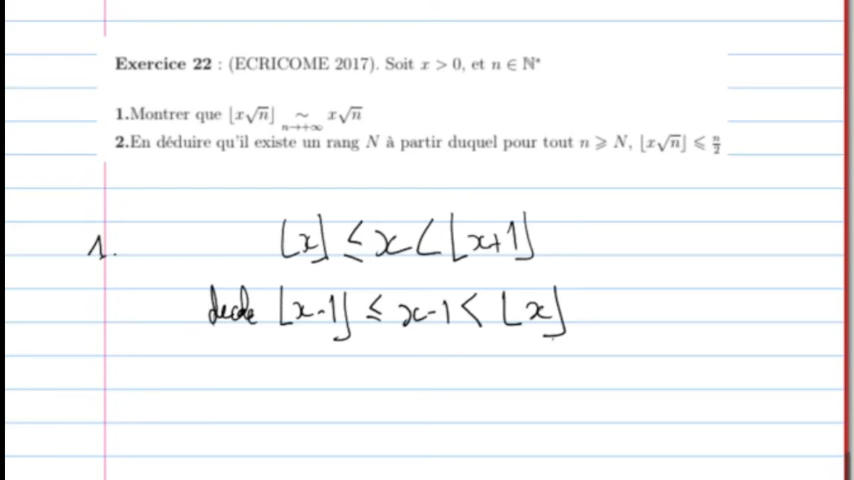 Exercice 22 : (ECRICOME 2017). Soit x > 0, et n ∈ ℕ*
1.Montrer que ⌊x√n⌋ ~ x√n
n→+∞
2.En déduire qu'il existe un rang N à partir duquel pour tout n ⩾ N, ⌊x√n⌋ ⩽ n/2
1. ⌊x⌋ ≤ x < ⌊x+1⌋
⌊x-1⌋ ≤ x-1 < ⌊x⌋